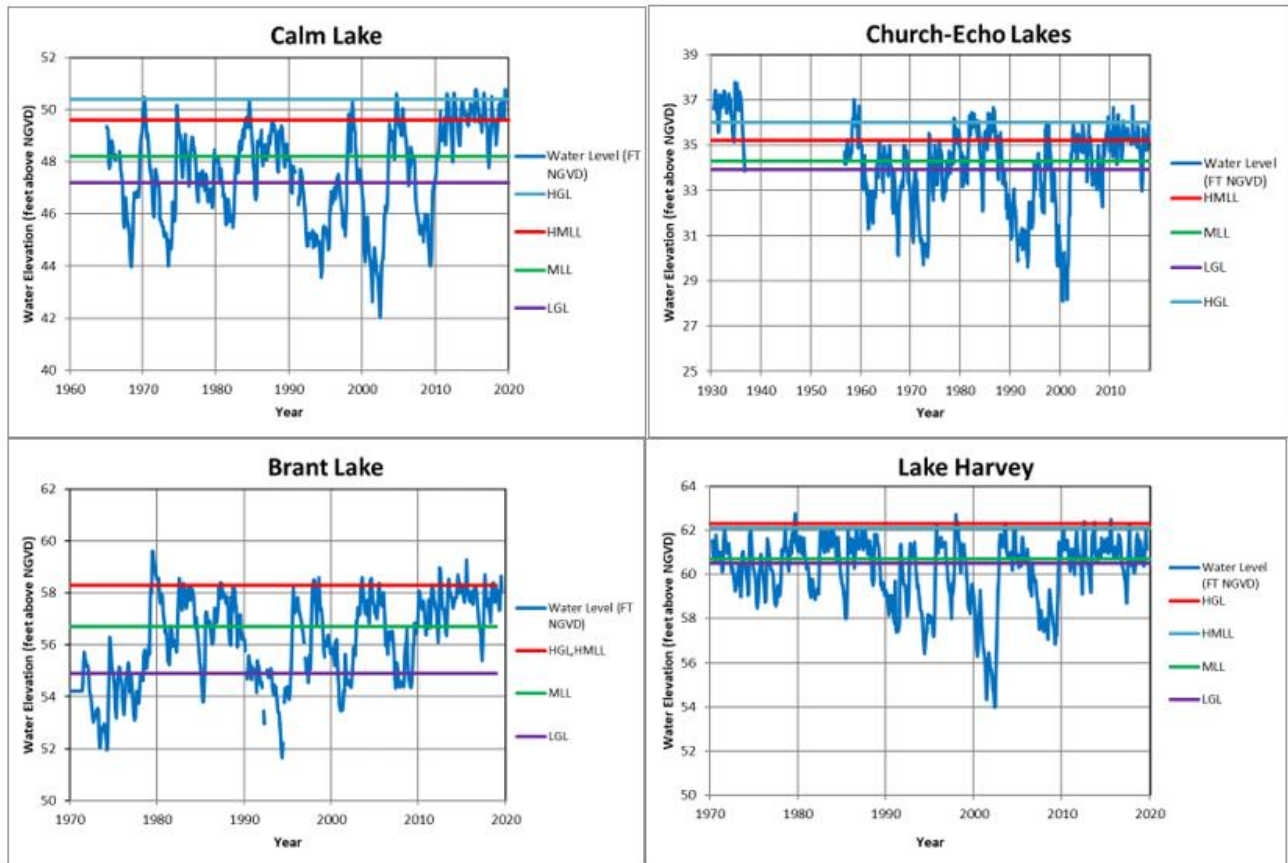 Calm Lake
Water Elevation (feet above NGVD)
52
50
48
46
44
42
40
1960
1970
1980
1990
2000
2010
2020
Year
Water Level (FT
NGVD)
HGL
HMLL
MLL
LGL
Church-Echo Lakes
Water Elevation (feet above NGVD)
39
37
35
33
31
29
27
25
1930
1940
1950
1960
1970
1980
1990
2000
2010
Year
Water Level
(FT NGVD)
HMLL
MLL
LGL
HGL
Brant Lake
Water Elevation (feet above NGVD)
62
60
58
56
54
52
50
1970
1980
1990
2000
2010
2020
Year
Water Level (FT
NGVD)
HGL,HMLL
MLL
LGL
Lake Harvey
Water Elevation (feet above NGVD)
64
62
60
58
56
54
52
50
1970
1980
1990
2000
2010
2020
Year
Water Level
(FT NGVD)
HGL
HMLL
MLL
LGL